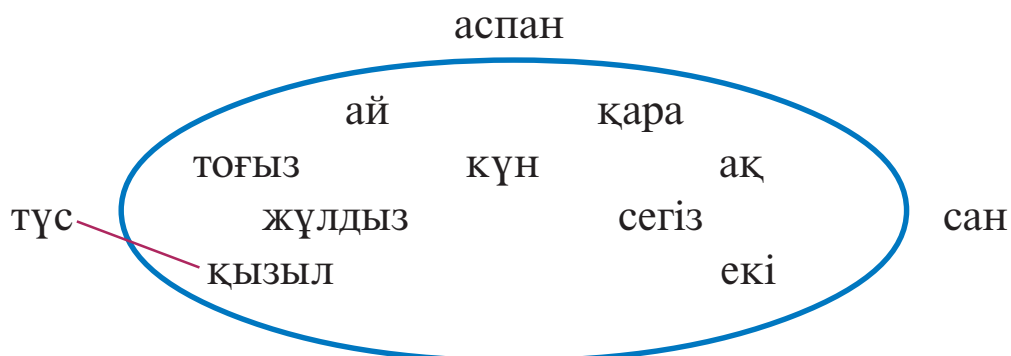 аспан
ай қара
тоғыз күн ақ
түс жұлдыз сегіз сан
қызыл екі